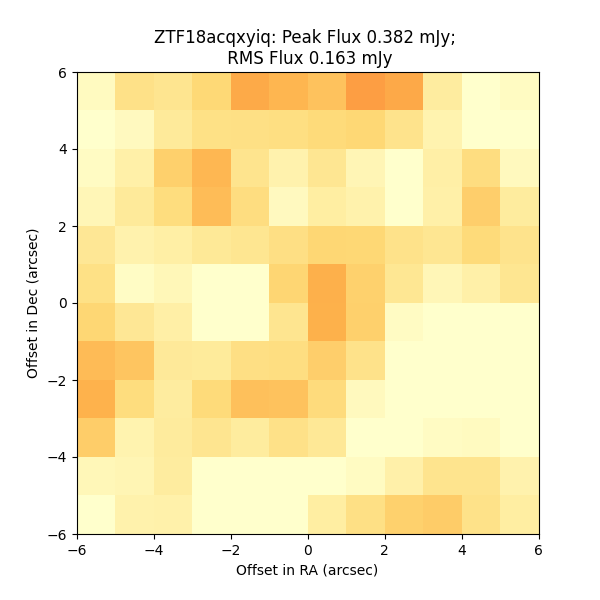 ZTF18acqxyiq: Peak Flux 0.382 mJy;
RMS Flux 0.163 mJy
6
4
2
0
−2
−4
−6
Offset in Dec (arcsec)
−6 −4 −2 0 2 4 6
Offset in RA (arcsec)